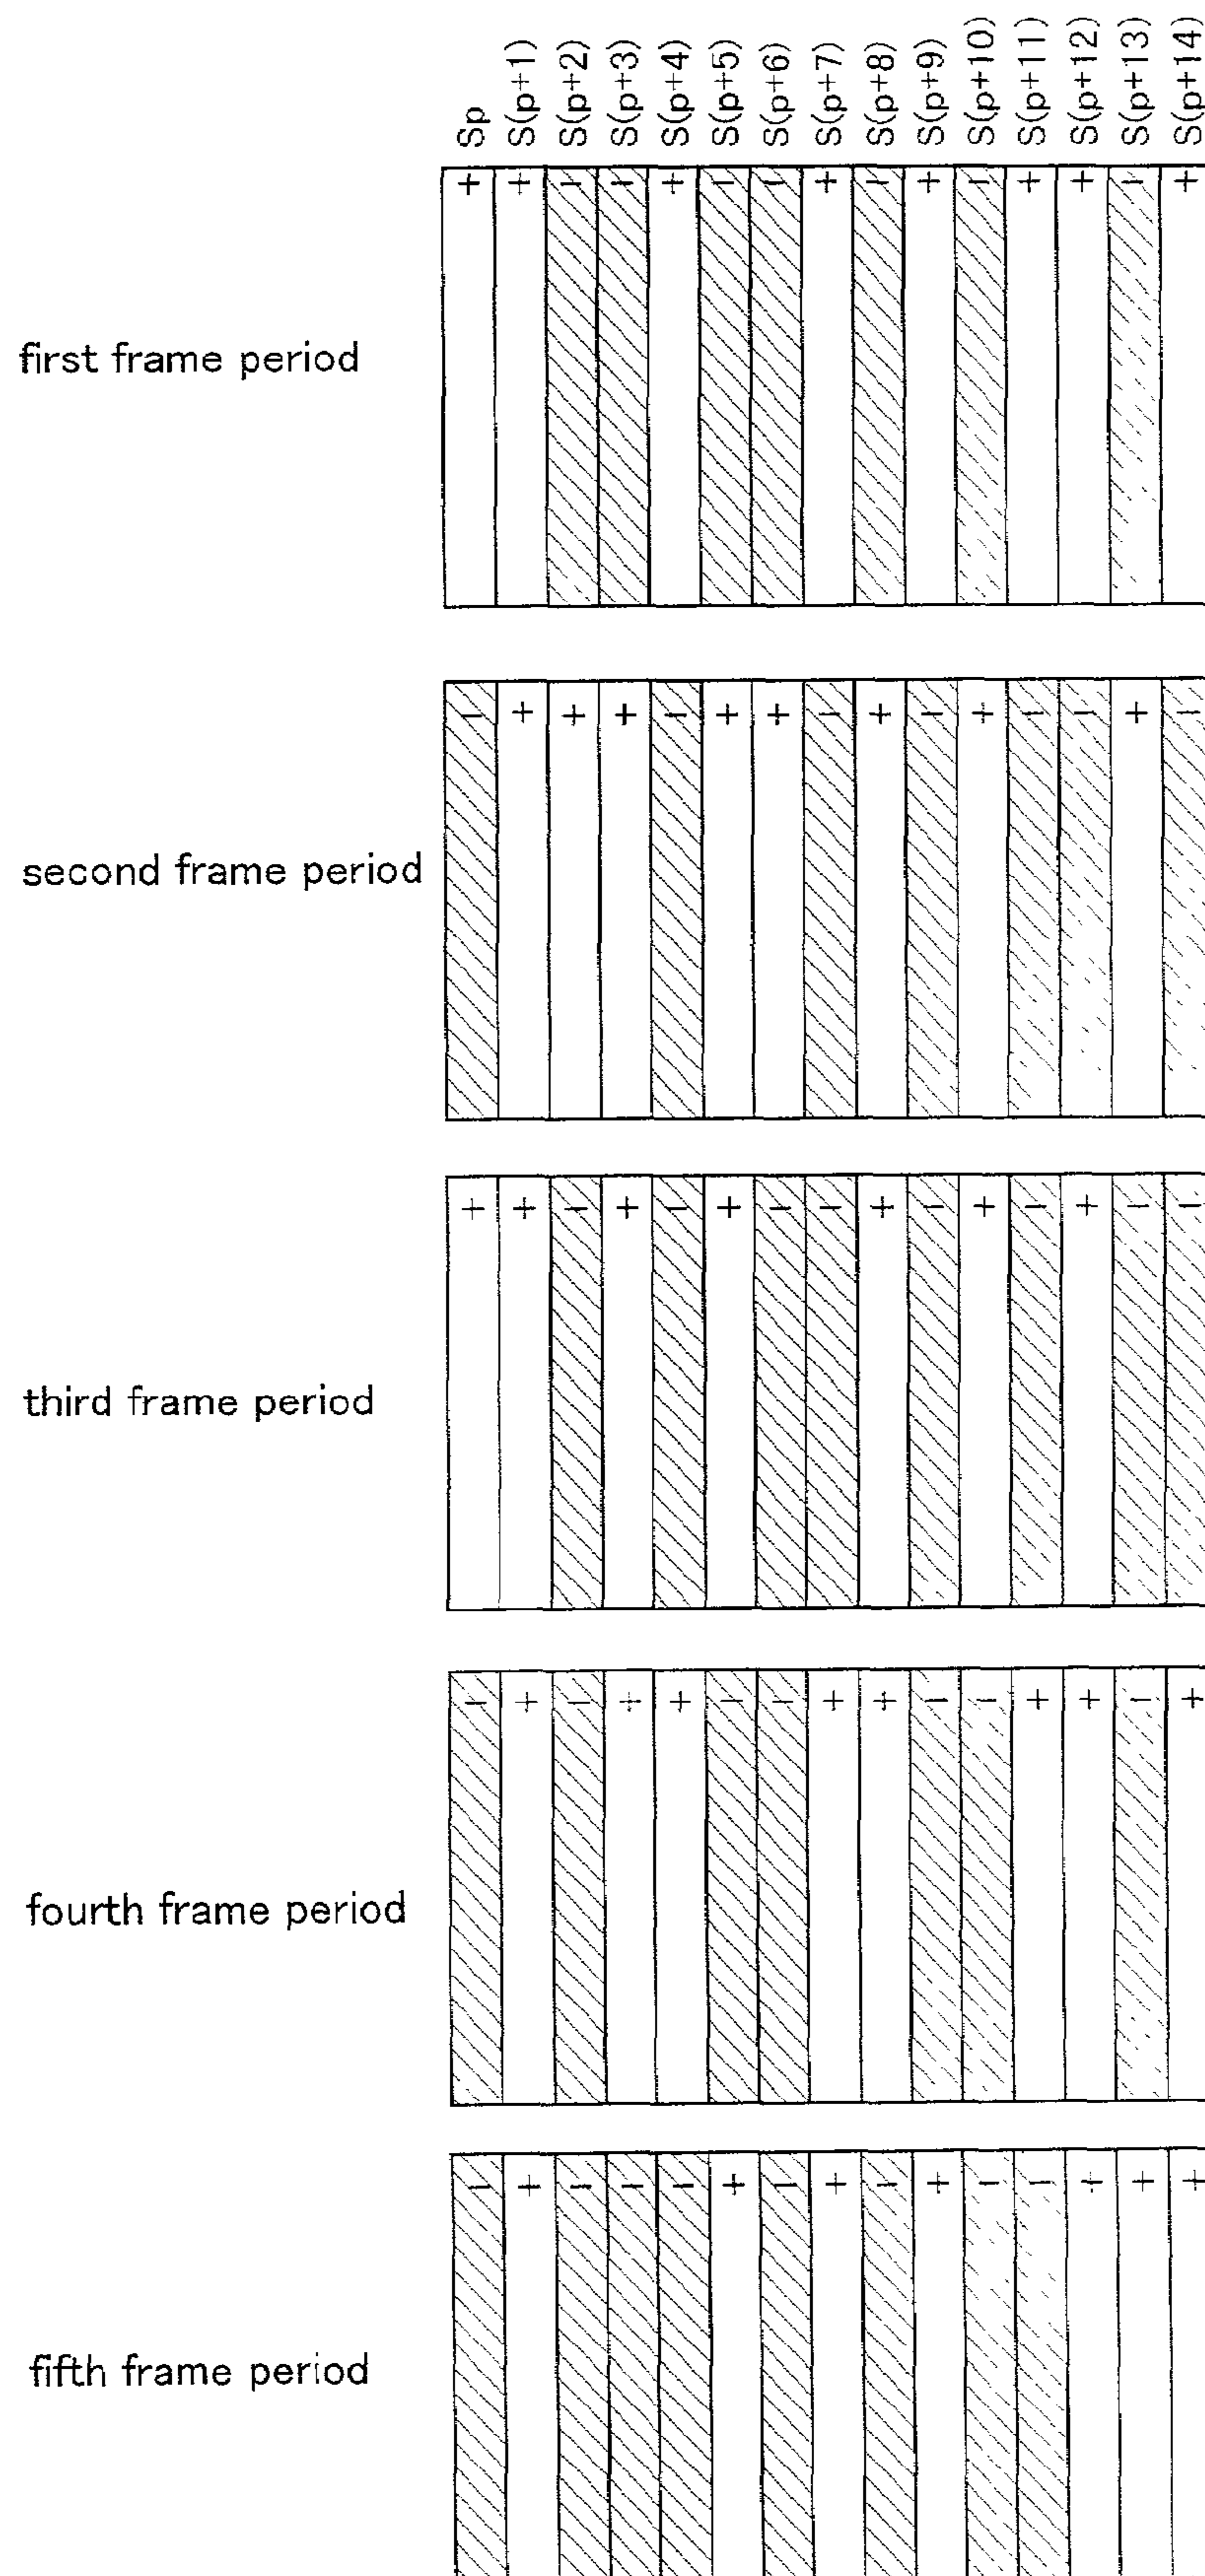 Sp S(p+1) S(p+2) S(p+3) S(p+4) S(p+5) S(p+6) S(p+7) S(p+8) S(p+9) S(p+10) S(p+11) S(p+12) S(p+13) S(p+14)
+ + − − + − − + − + − + + − +
first frame period
− + + + − + + − + − + − − + −
second frame period
+ + − + − + − − + − + − + − −
third frame period
− + − + + − − + + − − + + − +
fourth frame period
− + − − − + − + − + − − + + +
fifth frame period